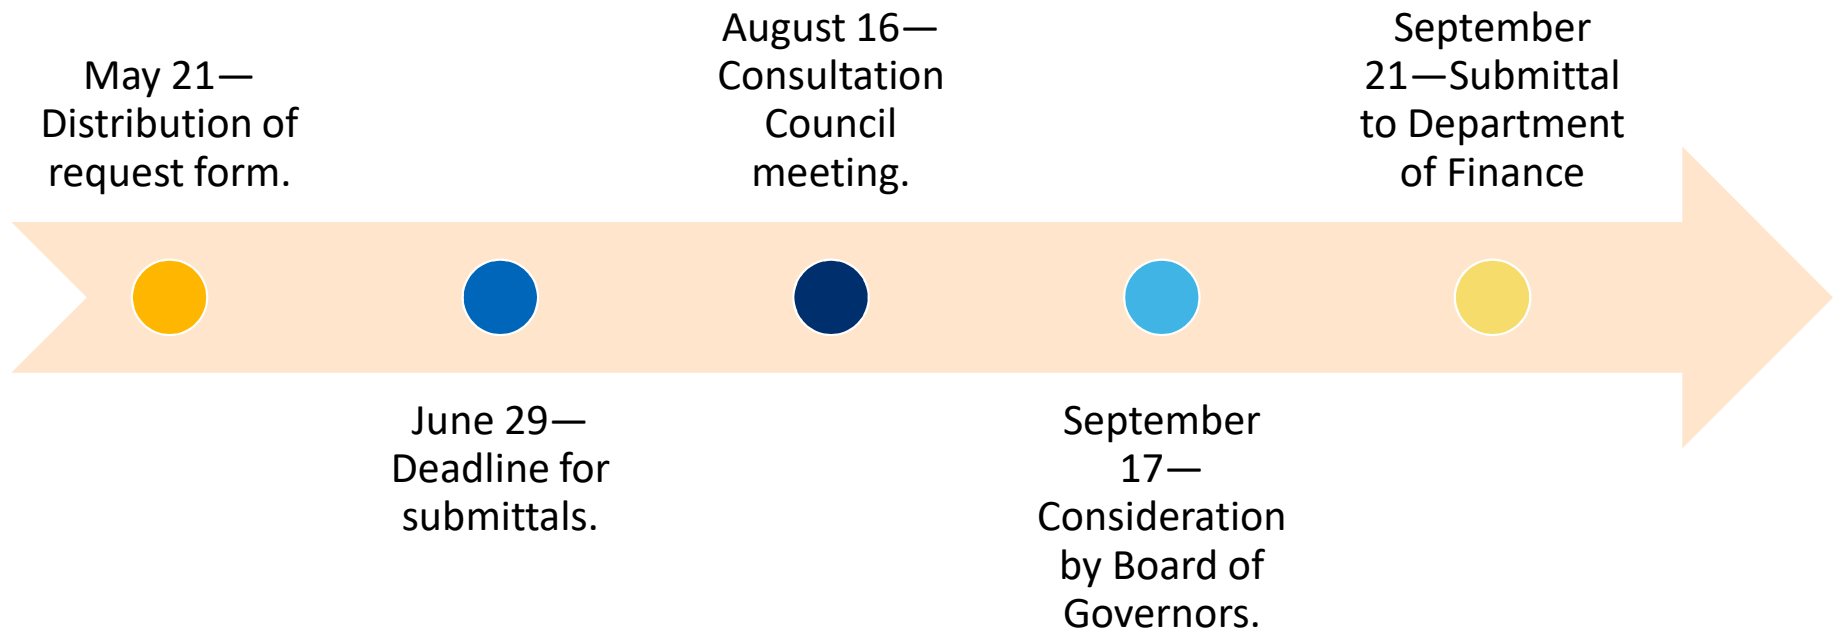 May 21—
Distribution of
request form.
June 29—
Deadline for
submittals.
August 16—
Consultation
Council
meeting.
September
17—
Consideration
by Board of
Governors.
September
21—Submittal
to Department
of Finance